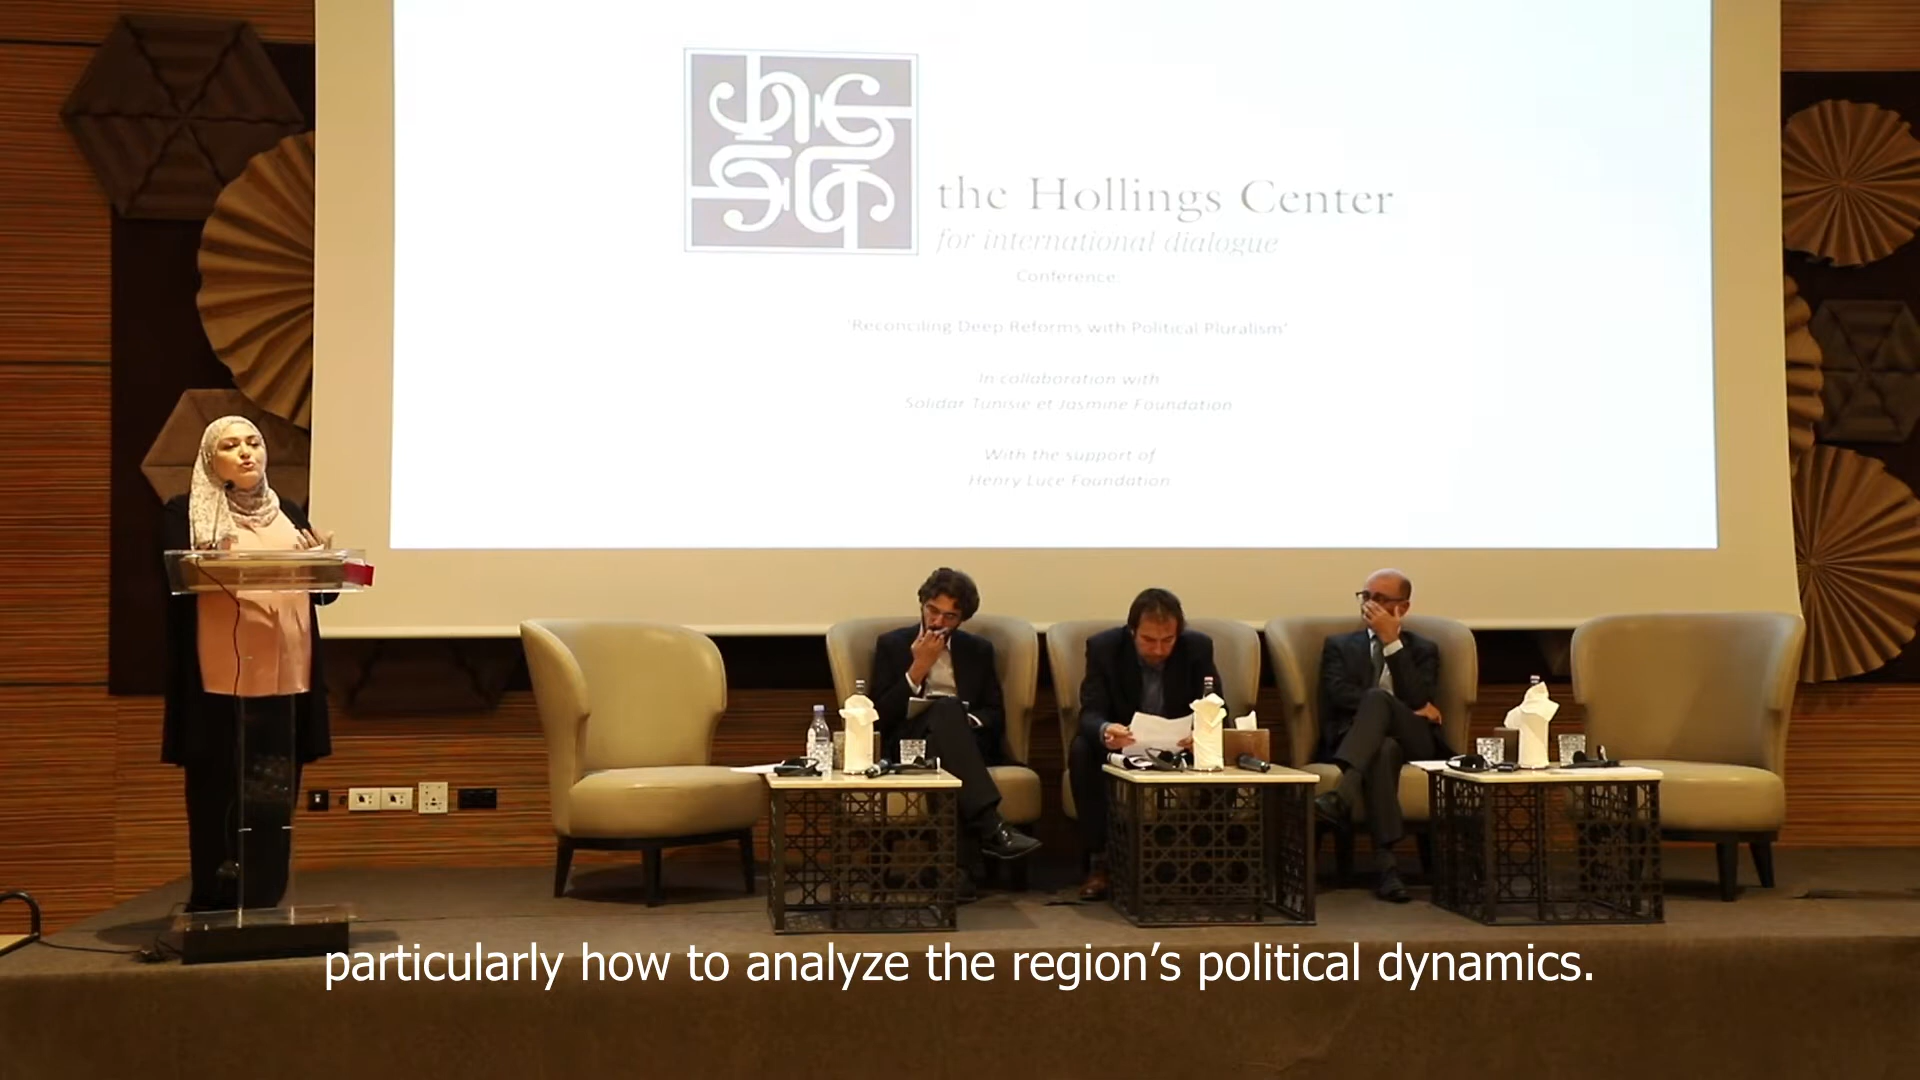 the Hollings Center
for international dialogue
Conference:
'Reconciling Deep Reforms with Political Pluralism'
In collaboration with
Solidar Tunisie et Jasmine Foundation
With the support of
Henry Luce Foundation
particularly how to analyze the region’s political dynamics.